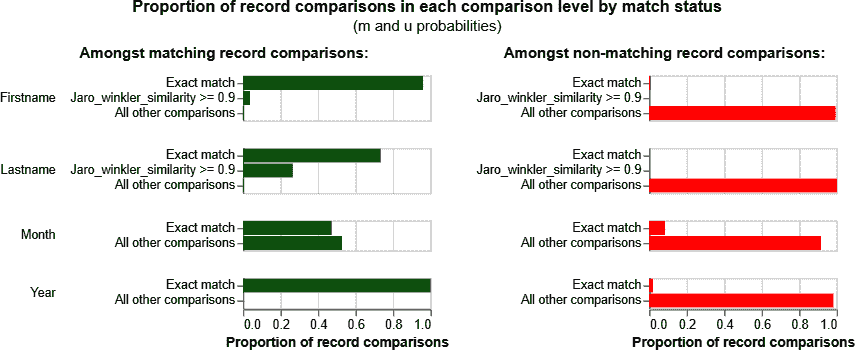 Proportion of record comparisons in each comparison level by match status
(m and u probabilities)
Amongst matching record comparisons:
Amongst non-matching record comparisons:
Firstname
Exact match
Jaro_winkler_similarity >= 0.9
All other comparisons
Exact match
Jaro_winkler_similarity >= 0.9
All other comparisons
Lastname
Exact match
Jaro_winkler_similarity >= 0.9
All other comparisons
Exact match
Jaro_winkler_similarity >= 0.9
All other comparisons
Month
Exact match
All other comparisons
Exact match
All other comparisons
Year
Exact match
All other comparisons
Exact match
All other comparisons
0.0 0.2 0.4 0.6 0.8 1.0
0.0 0.2 0.4 0.6 0.8 1.0
Proportion of record comparisons
Proportion of record comparisons